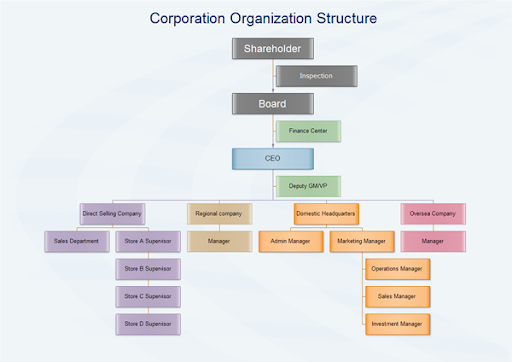 Corporation Organization Structure
Shareholder
Inspection
Board
Finance Center
CEO
Deputy GM/VP
Direct Selling Company
Regional company
Domestic Headquarters
Oversea Company
Sales Department
Store A Supervisor
Manager
Admin Manager
Marketing Manager
Manager
Store B Supervisor
Operations Manager
Store C Supervisor
Sales Manager
Store D Supervisor
Investment Manager